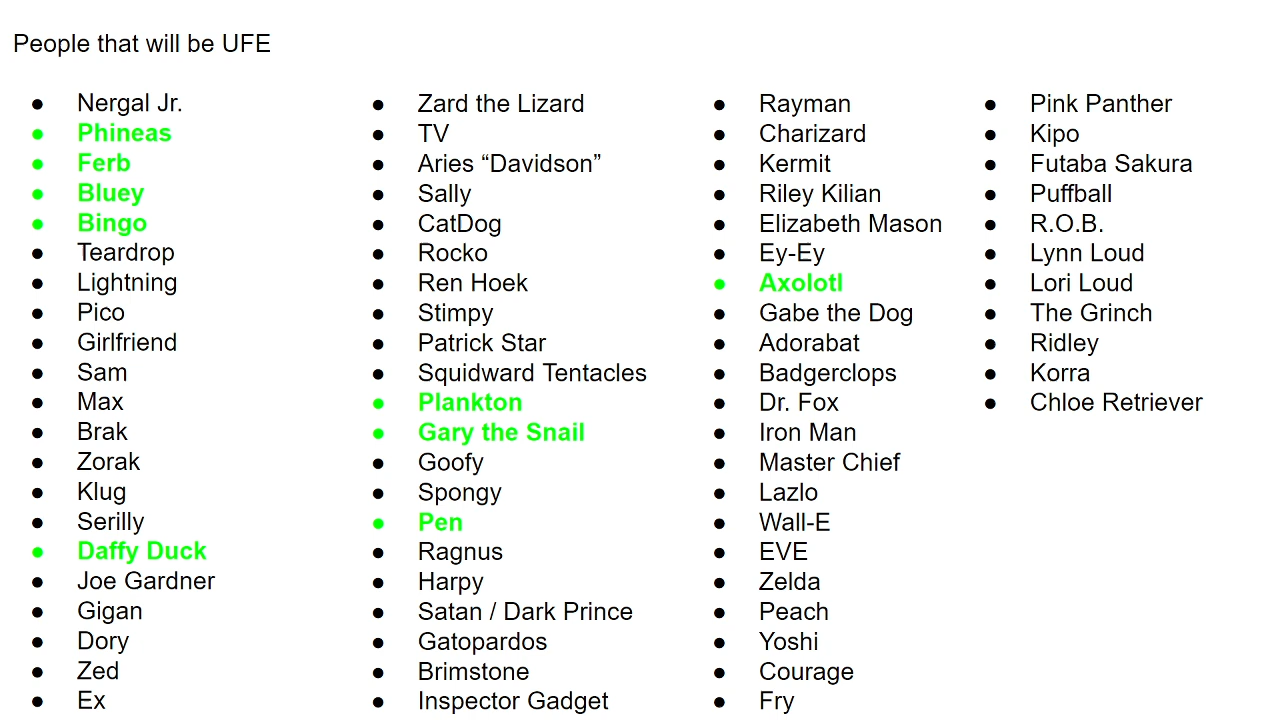 People that will be UFE
● Nergal Jr.
● Phineas
● Ferb
● Bluey
● Bingo
● Teardrop
● Lightning
● Pico
● Girlfriend
● Sam
● Max
● Brak
● Zorak
● Klug
● Serilly
● Daffy Duck
● Joe Gardner
● Gigan
● Dory
● Zed
● Ex
● Zard the Lizard
● TV
● Aries “Davidson”
● Sally
● CatDog
● Rocko
● Ren Hoek
● Stimpy
● Patrick Star
● Squidward Tentacles
● Plankton
● Gary the Snail
● Goofy
● Spongy
● Pen
● Ragnus
● Harpy
● Satan / Dark Prince
● Gatopardos
● Brimstone
● Inspector Gadget
● Rayman
● Charizard
● Kermit
● Riley Kilian
● Elizabeth Mason
● Ey-Ey
● Axolotl
● Gabe the Dog
● Adorabat
● Badgerclops
● Dr. Fox
● Iron Man
● Master Chief
● Lazlo
● Wall-E
● EVE
● Zelda
● Peach
● Yoshi
● Courage
● Fry
● Pink Panther
● Kipo
● Futaba Sakura
● Puffball
● R.O.B.
● Lynn Loud
● Lori Loud
● The Grinch
● Ridley
● Korra
● Chloe Retriever